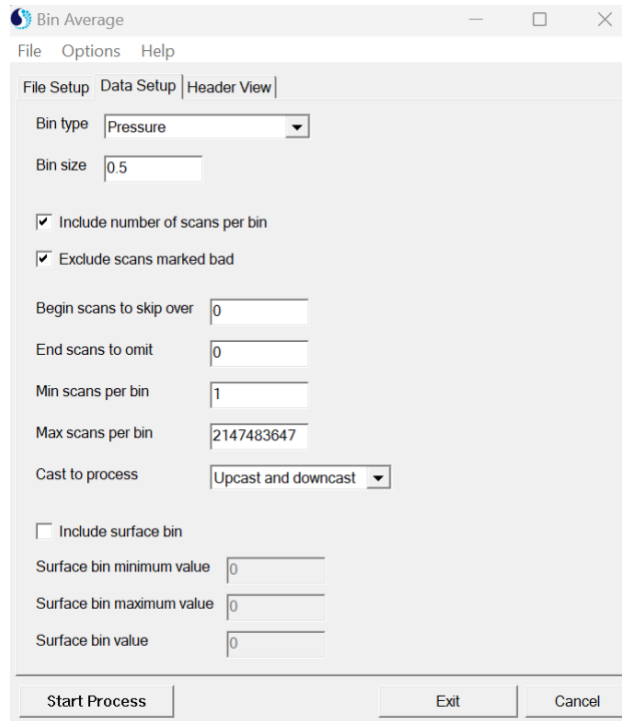 Bin Average
File Options Help
File Setup Data Setup Header View
Bin type Pressure
Bin size 0.5
Include number of scans per bin
Exclude scans marked bad
Begin scans to skip over 0
End scans to omit 0
Min scans per bin 1
Max scans per bin 2147483647
Cast to process Upcast and downcast
Include surface bin
Surface bin minimum value 0
Surface bin maximum value 0
Surface bin value 0
Start Process Exit Cancel